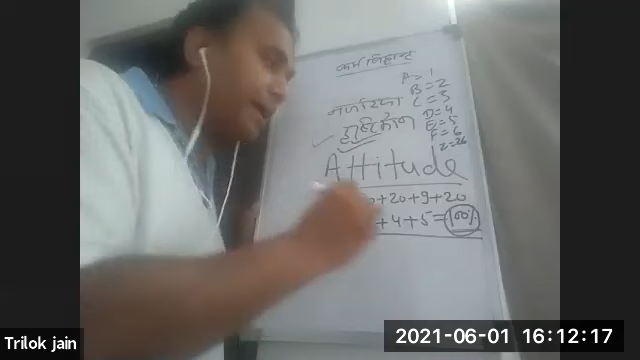 कर्म सिद्धान्त
A = 1
B = 2
C = 3
D = 4
E = 5
F = 6
Z = 26
नजरिया
दृष्टिकोण
Attitude
+20+9+20
+4+5=100%
Trilok jain
2021-06-01 16:12:17